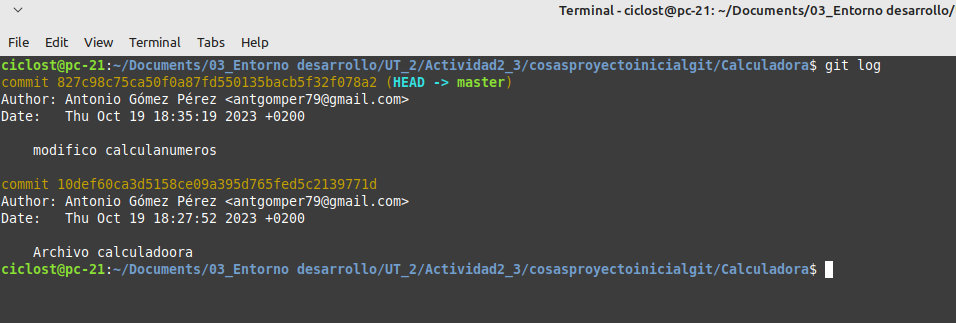 Terminal - ciclost@pc-21: ~/Documents/03_Entorno desarrollo/
File Edit View Terminal Tabs Help
ciclost@pc-21:~/Documents/03_Entorno desarrollo/UT_2/Actividad2_3/cosasproyectoinicialgit/Calculadora$ git log
commit 827c98c75ca50f0a87fd550135bacb5f32f078a2 (HEAD -> master)
Author: Antonio Gómez Pérez <antgomper79@gmail.com>
Date:   Thu Oct 19 18:35:19 2023 +0200
modifico calculanumeros
commit 10def60ca3d5158ce09a395d765fed5c2139771d
Author: Antonio Gómez Pérez <antgomper79@gmail.com>
Date:   Thu Oct 19 18:27:52 2023 +0200
Archivo calculadoora
ciclost@pc-21:~/Documents/03_Entorno desarrollo/UT_2/Actividad2_3/cosasproyectoinicialgit/Calculadora$